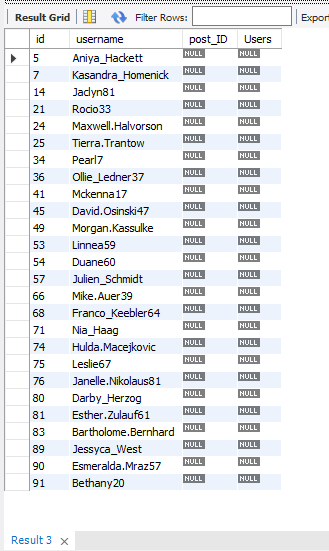 Result Grid Filter Rows: Export
id username post_ID Users
5 Aniya_Hackett NULL NULL
7 Kasandra_Homenick NULL NULL
14 Jaclyn81 NULL NULL
21 Rocio33 NULL NULL
24 Maxwell.Halvorson NULL NULL
25 Tierra.Trantow NULL NULL
34 Pearl7 NULL NULL
36 Ollie_Ledner37 NULL NULL
41 Mckenna17 NULL NULL
45 David.Osinski47 NULL NULL
49 Morgan.Kassulke NULL NULL
53 Linnea59 NULL NULL
54 Duane60 NULL NULL
57 Julien_Schmidt NULL NULL
66 Mike.Auer39 NULL NULL
68 Franco_Keebler64 NULL NULL
71 Nia_Haag NULL NULL
74 Hulda.Macejkovic NULL NULL
75 Leslie67 NULL NULL
76 Janelle.Nikolaus81 NULL NULL
80 Darby_Herzog NULL NULL
81 Esther.Zulauf61 NULL NULL
83 Bartholome.Bernhard NULL NULL
89 Jessyca_West NULL NULL
90 Esmeralda.Mraz57 NULL NULL
91 Bethany20 NULL NULL
Result 3